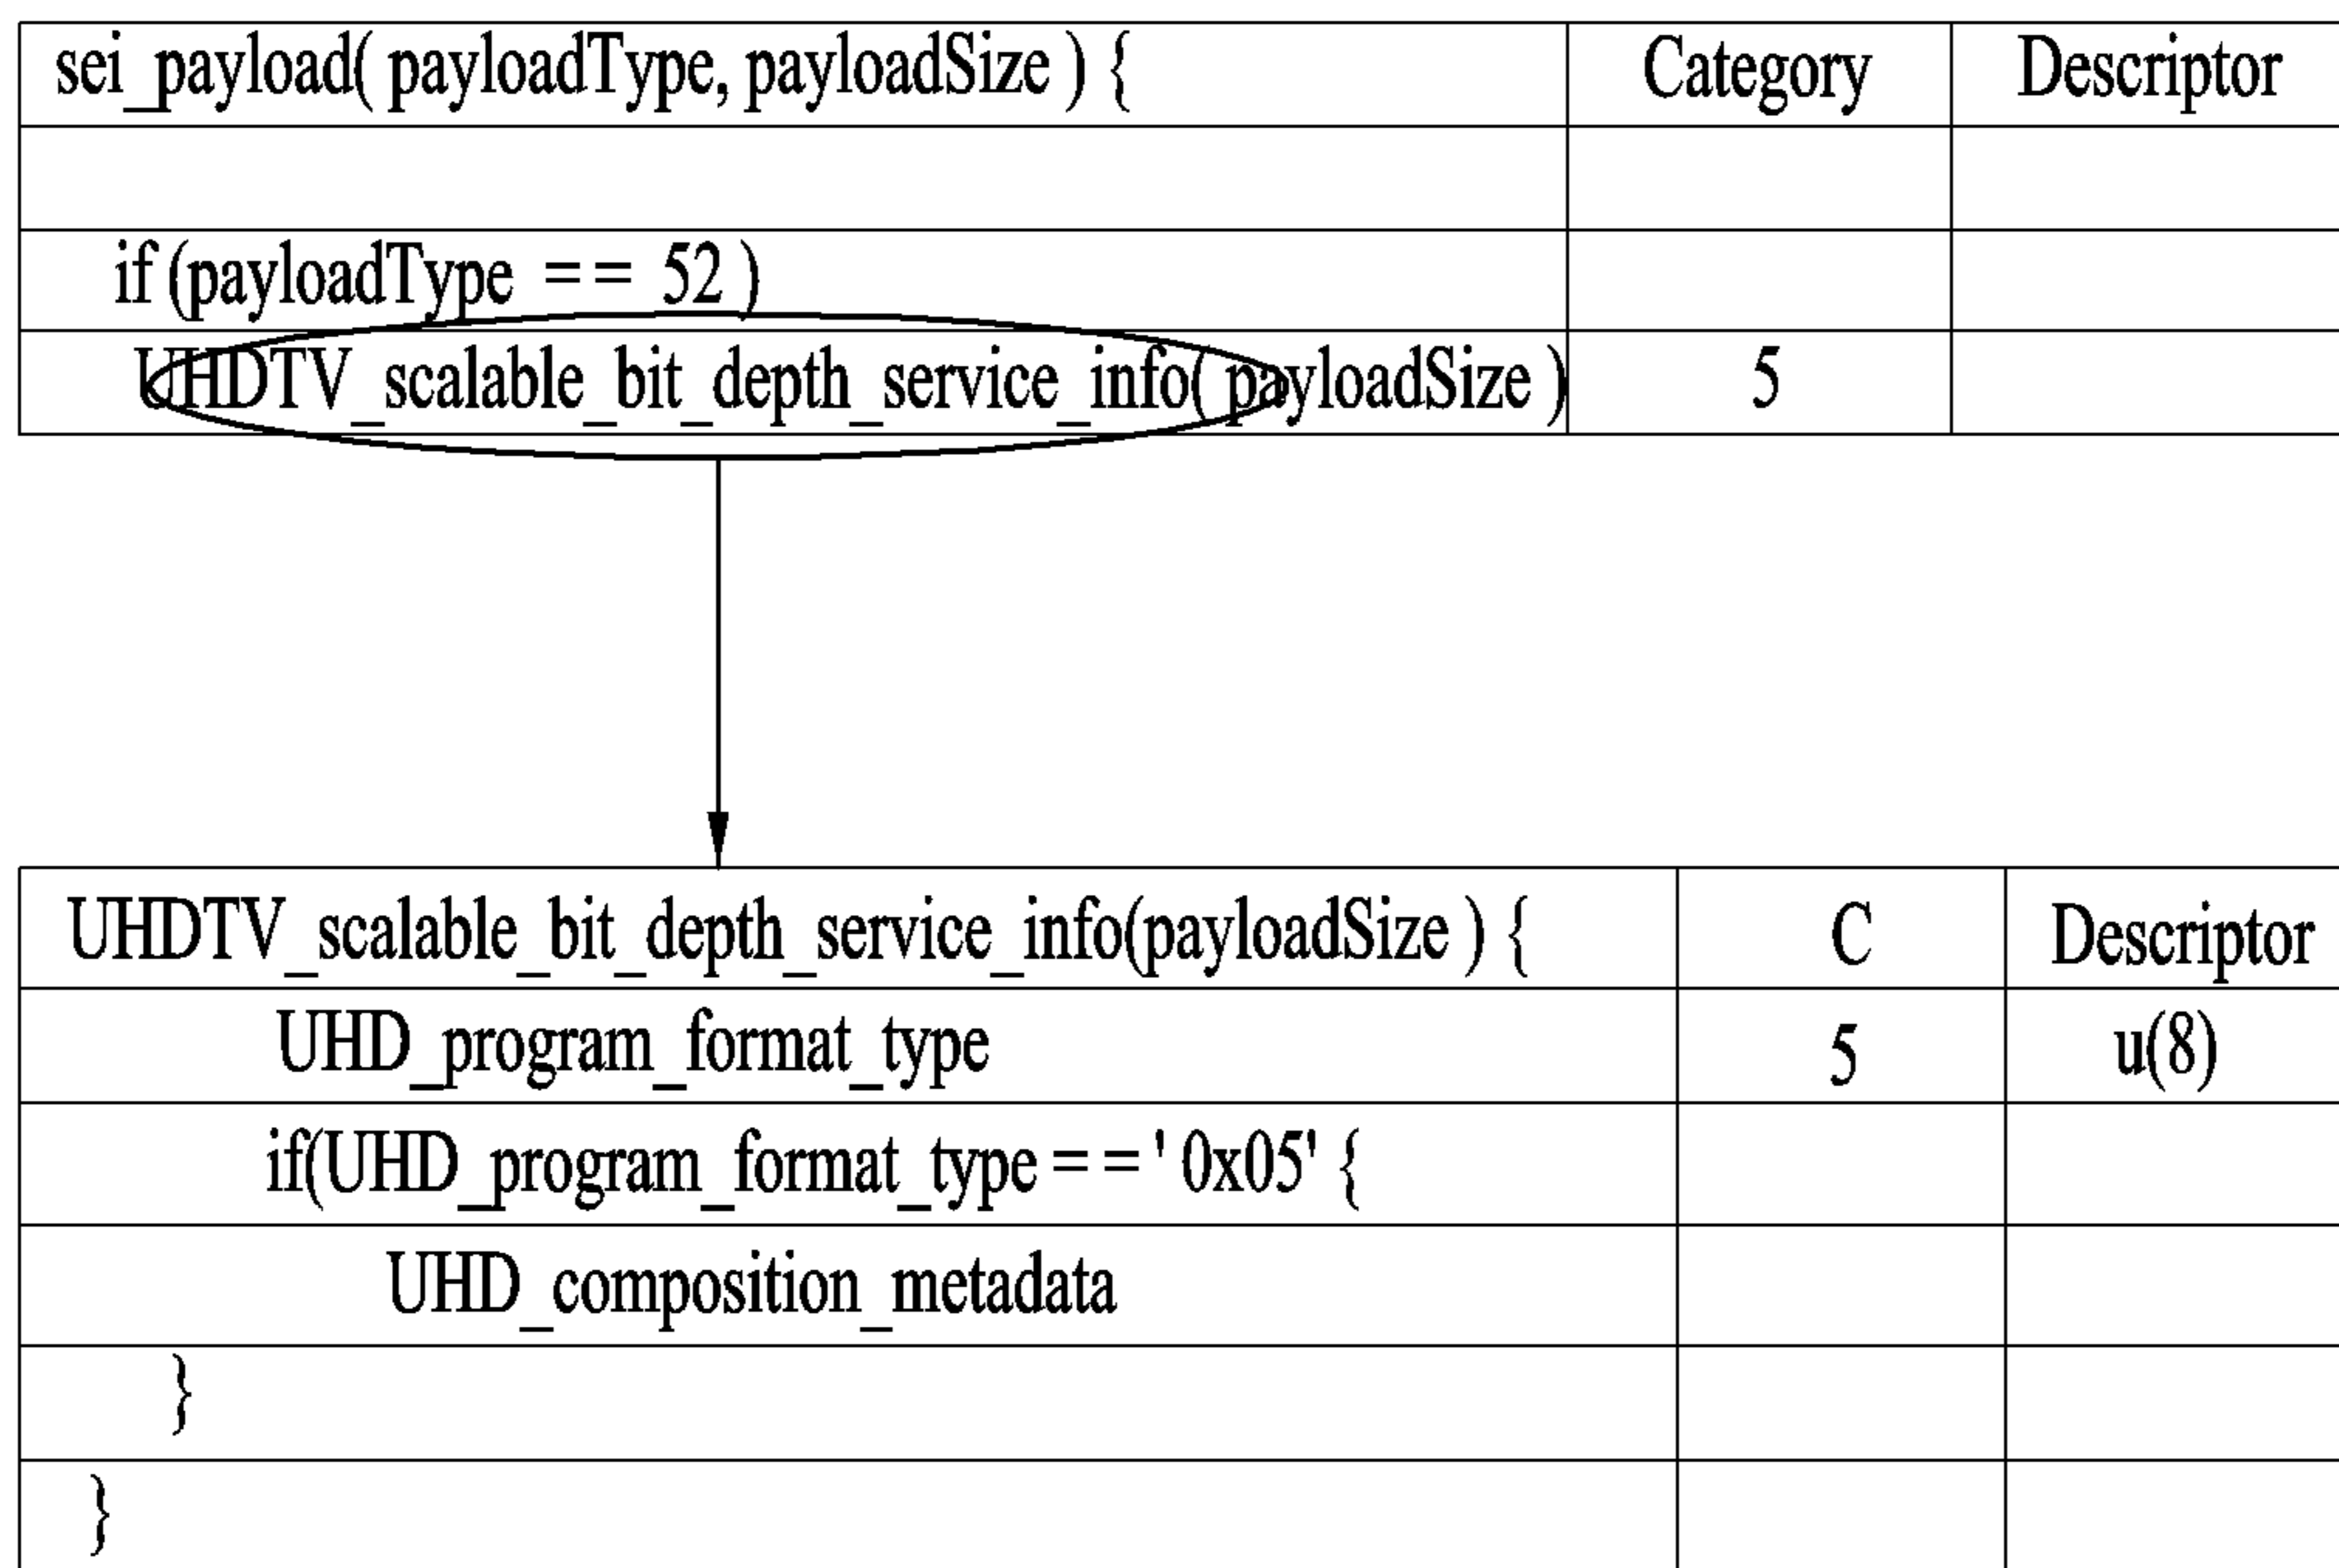 sei_payload( payloadType, payloadSize ) { Category Descriptor
if (payloadType == 52 )
UHDTV_scalable_bit_depth_service_info( payloadSize ) 5
UHDTV_scalable_bit_depth_service_info(payloadSize ) { C Descriptor
UHD_program_format_type 5 u(8)
if(UHD_program_format_type == ' 0x05' {
UHD_composition_metadata
}
}